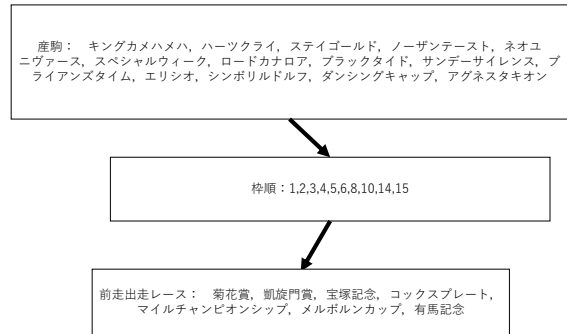 産駒： キングカメハメハ, ハーツクライ, ステイゴールド, ノーザンテースト, ネオユ
ニヴァース, スペシャルウィーク, ロードカナロア, ブラックタイド, サンデーサイレンス, ブ
ライアンズタイム, エリシオ, シンボリルドルフ, ダンシングキャップ, アグネスタキオン
枠順：1,2,3,4,5,6,8,10,14,15
前走出走レース： 菊花賞, 凱旋門賞, 宝塚記念, コックスプレート,
マイルチャンピオンシップ, メルボルンカップ, 有馬記念